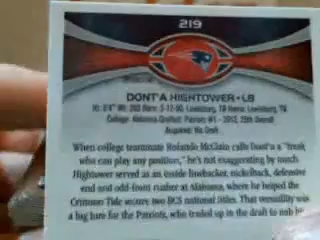 219
DONT'A HIGHTOWER • LB
Ht: 6'4" Wt: 260 Born: 3-12-90, Lewisburg, TN Home: Lewisburg, TN
College: Alabama Drafted: Patriots #1 - 2012, 25th Overall
Acquired: Via Draft
When college teammate Rolando McClain calls Dont'a a "freak
who can play any position," he's not exaggerating by much
Hightower served as an inside linebacker, nickelback, defensive
end and odd-front rusher at Alabama, where he helped the
Crimson Tide secure two BCS national titles. That versatility was
a big lure for the Patriots, who traded up in the draft to nab